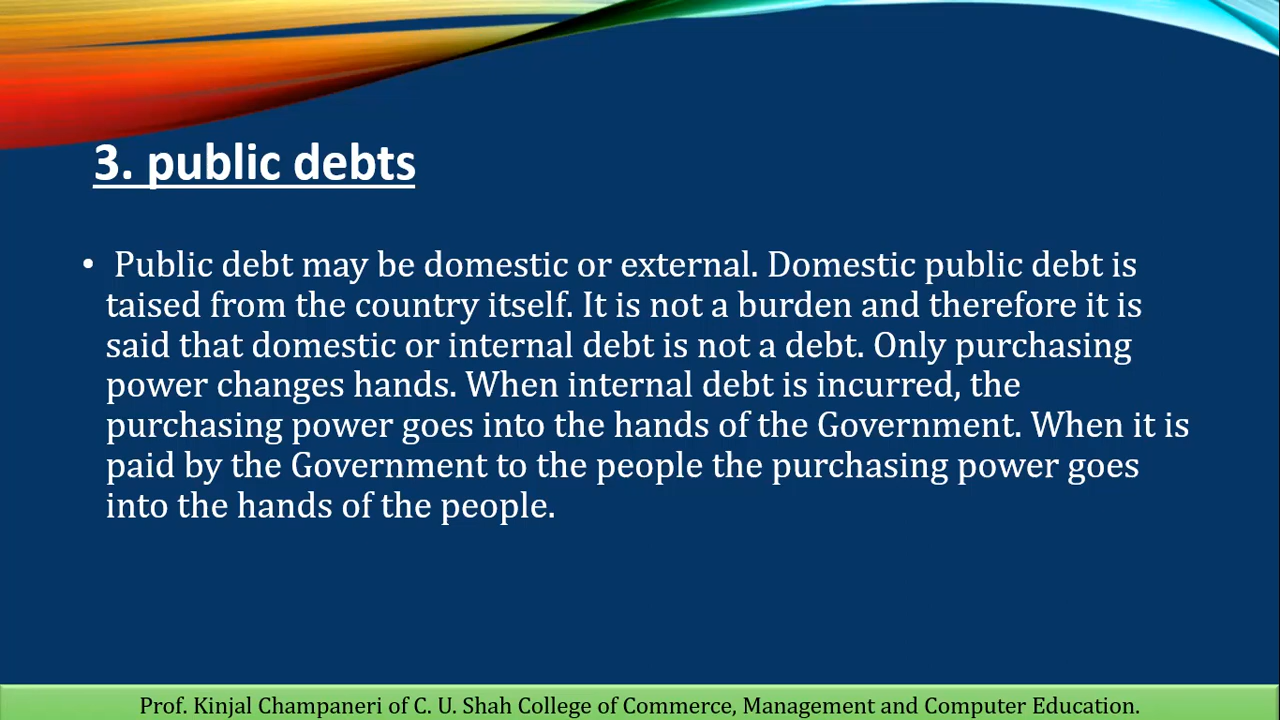 3. public debts
• Public debt may be domestic or external. Domestic public debt is
taised from the country itself. It is not a burden and therefore it is
said that domestic or internal debt is not a debt. Only purchasing
power changes hands. When internal debt is incurred, the
purchasing power goes into the hands of the Government. When it is
paid by the Government to the people the purchasing power goes
into the hands of the people.
Prof. Kinjal Champaneri of C. U. Shah College of Commerce, Management and Computer Education.